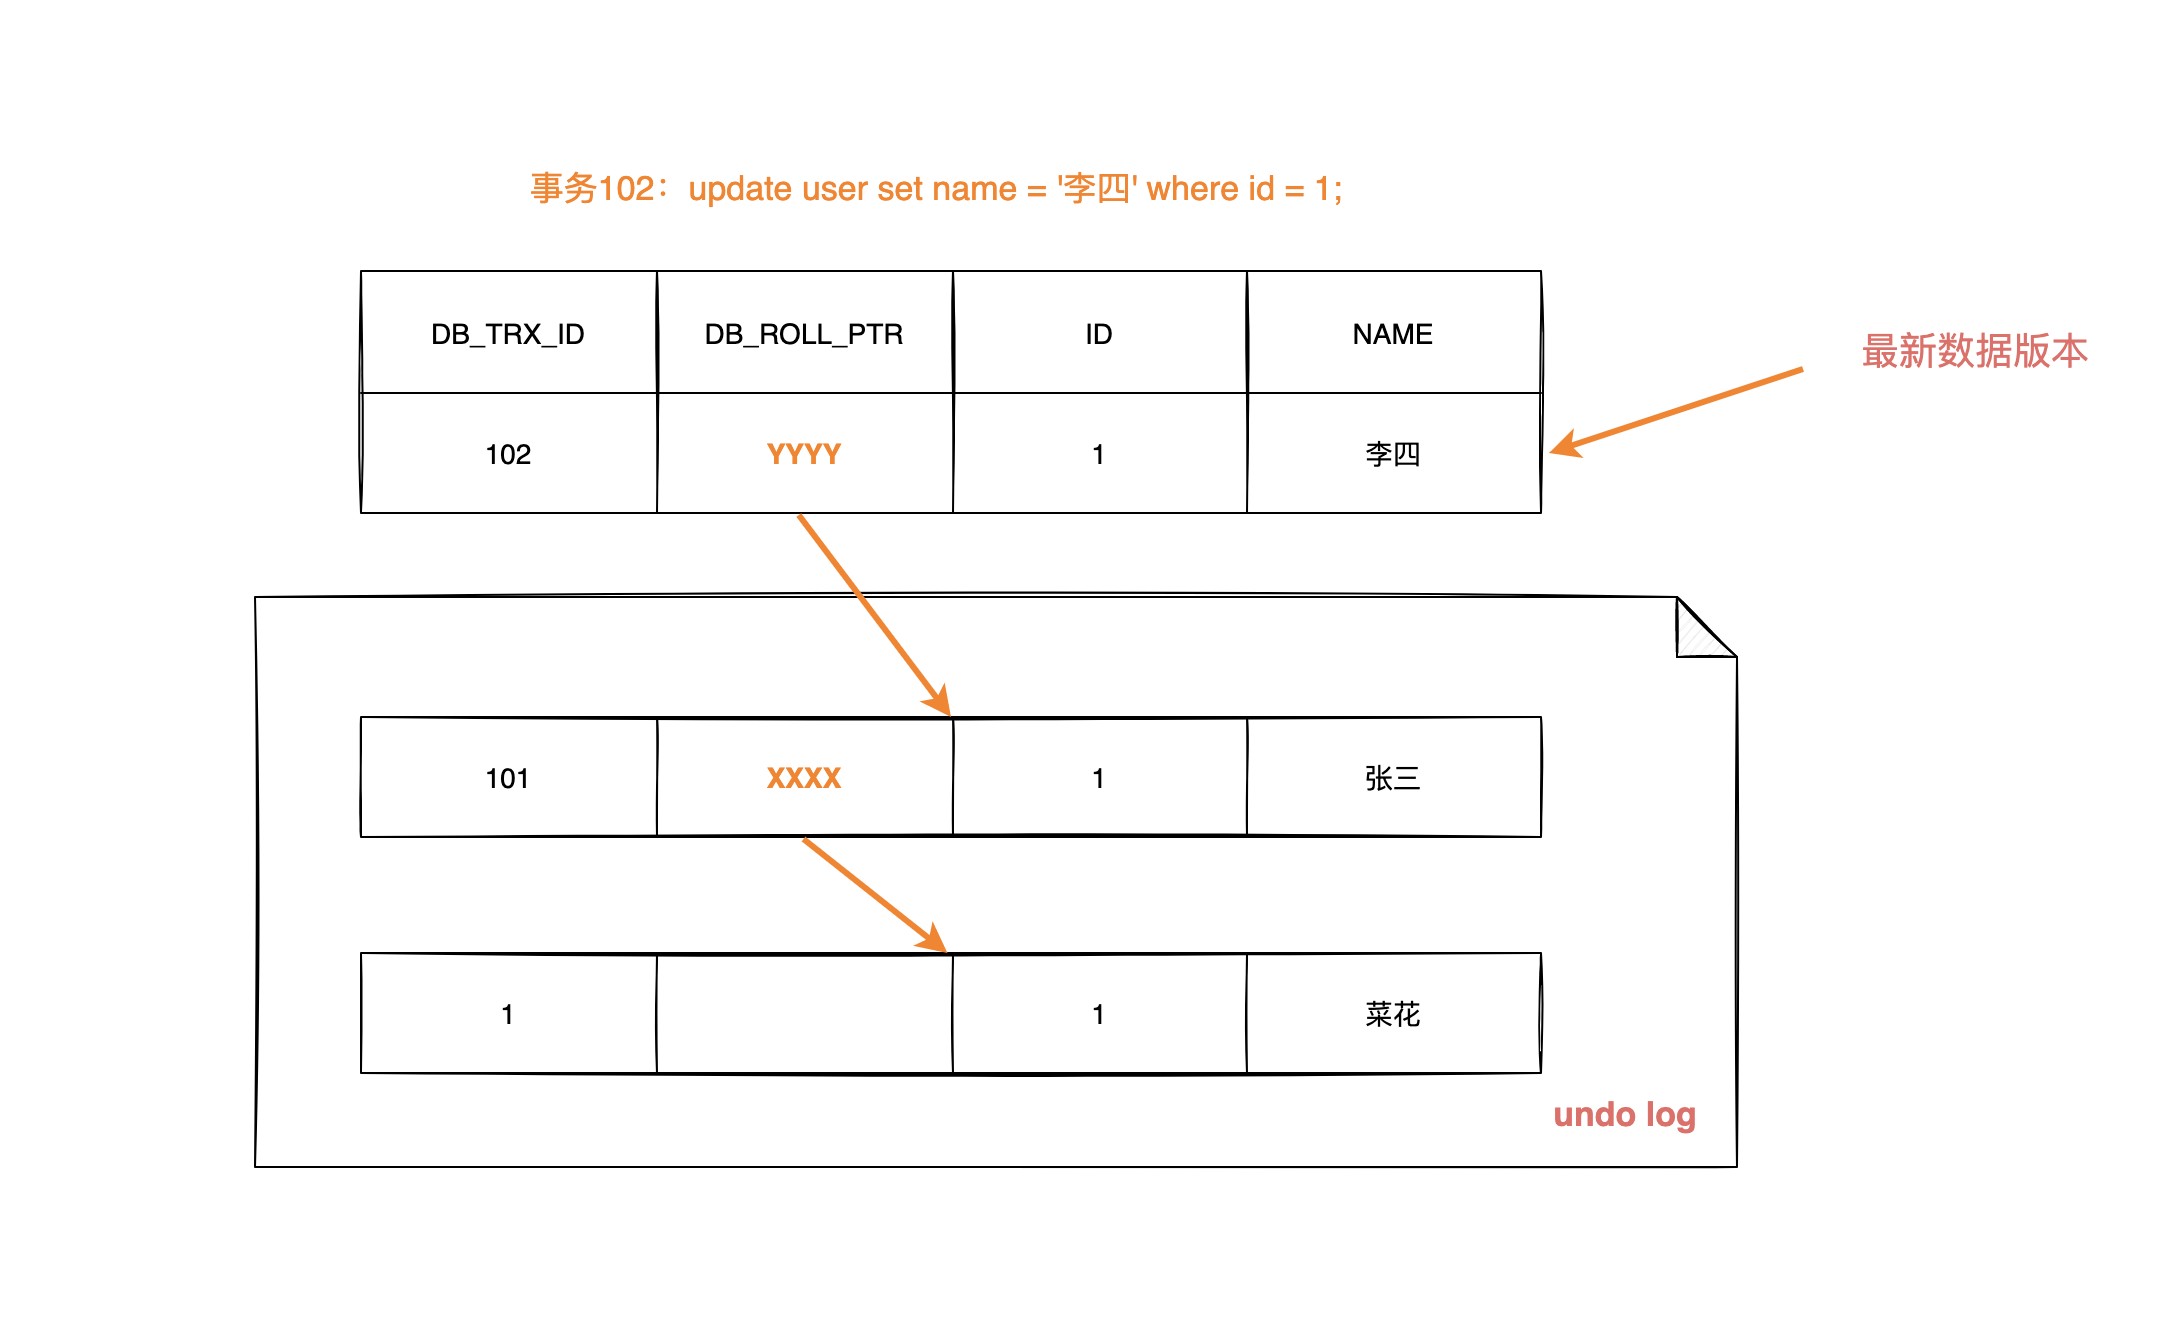 事务102：update user set name = '李四' where id = 1;
DB_TRX_ID DB_ROLL_PTR ID NAME
最新数据版本
102 YYYY 1 李四
101 XXXX 1 张三
1 1 菜花
undo log